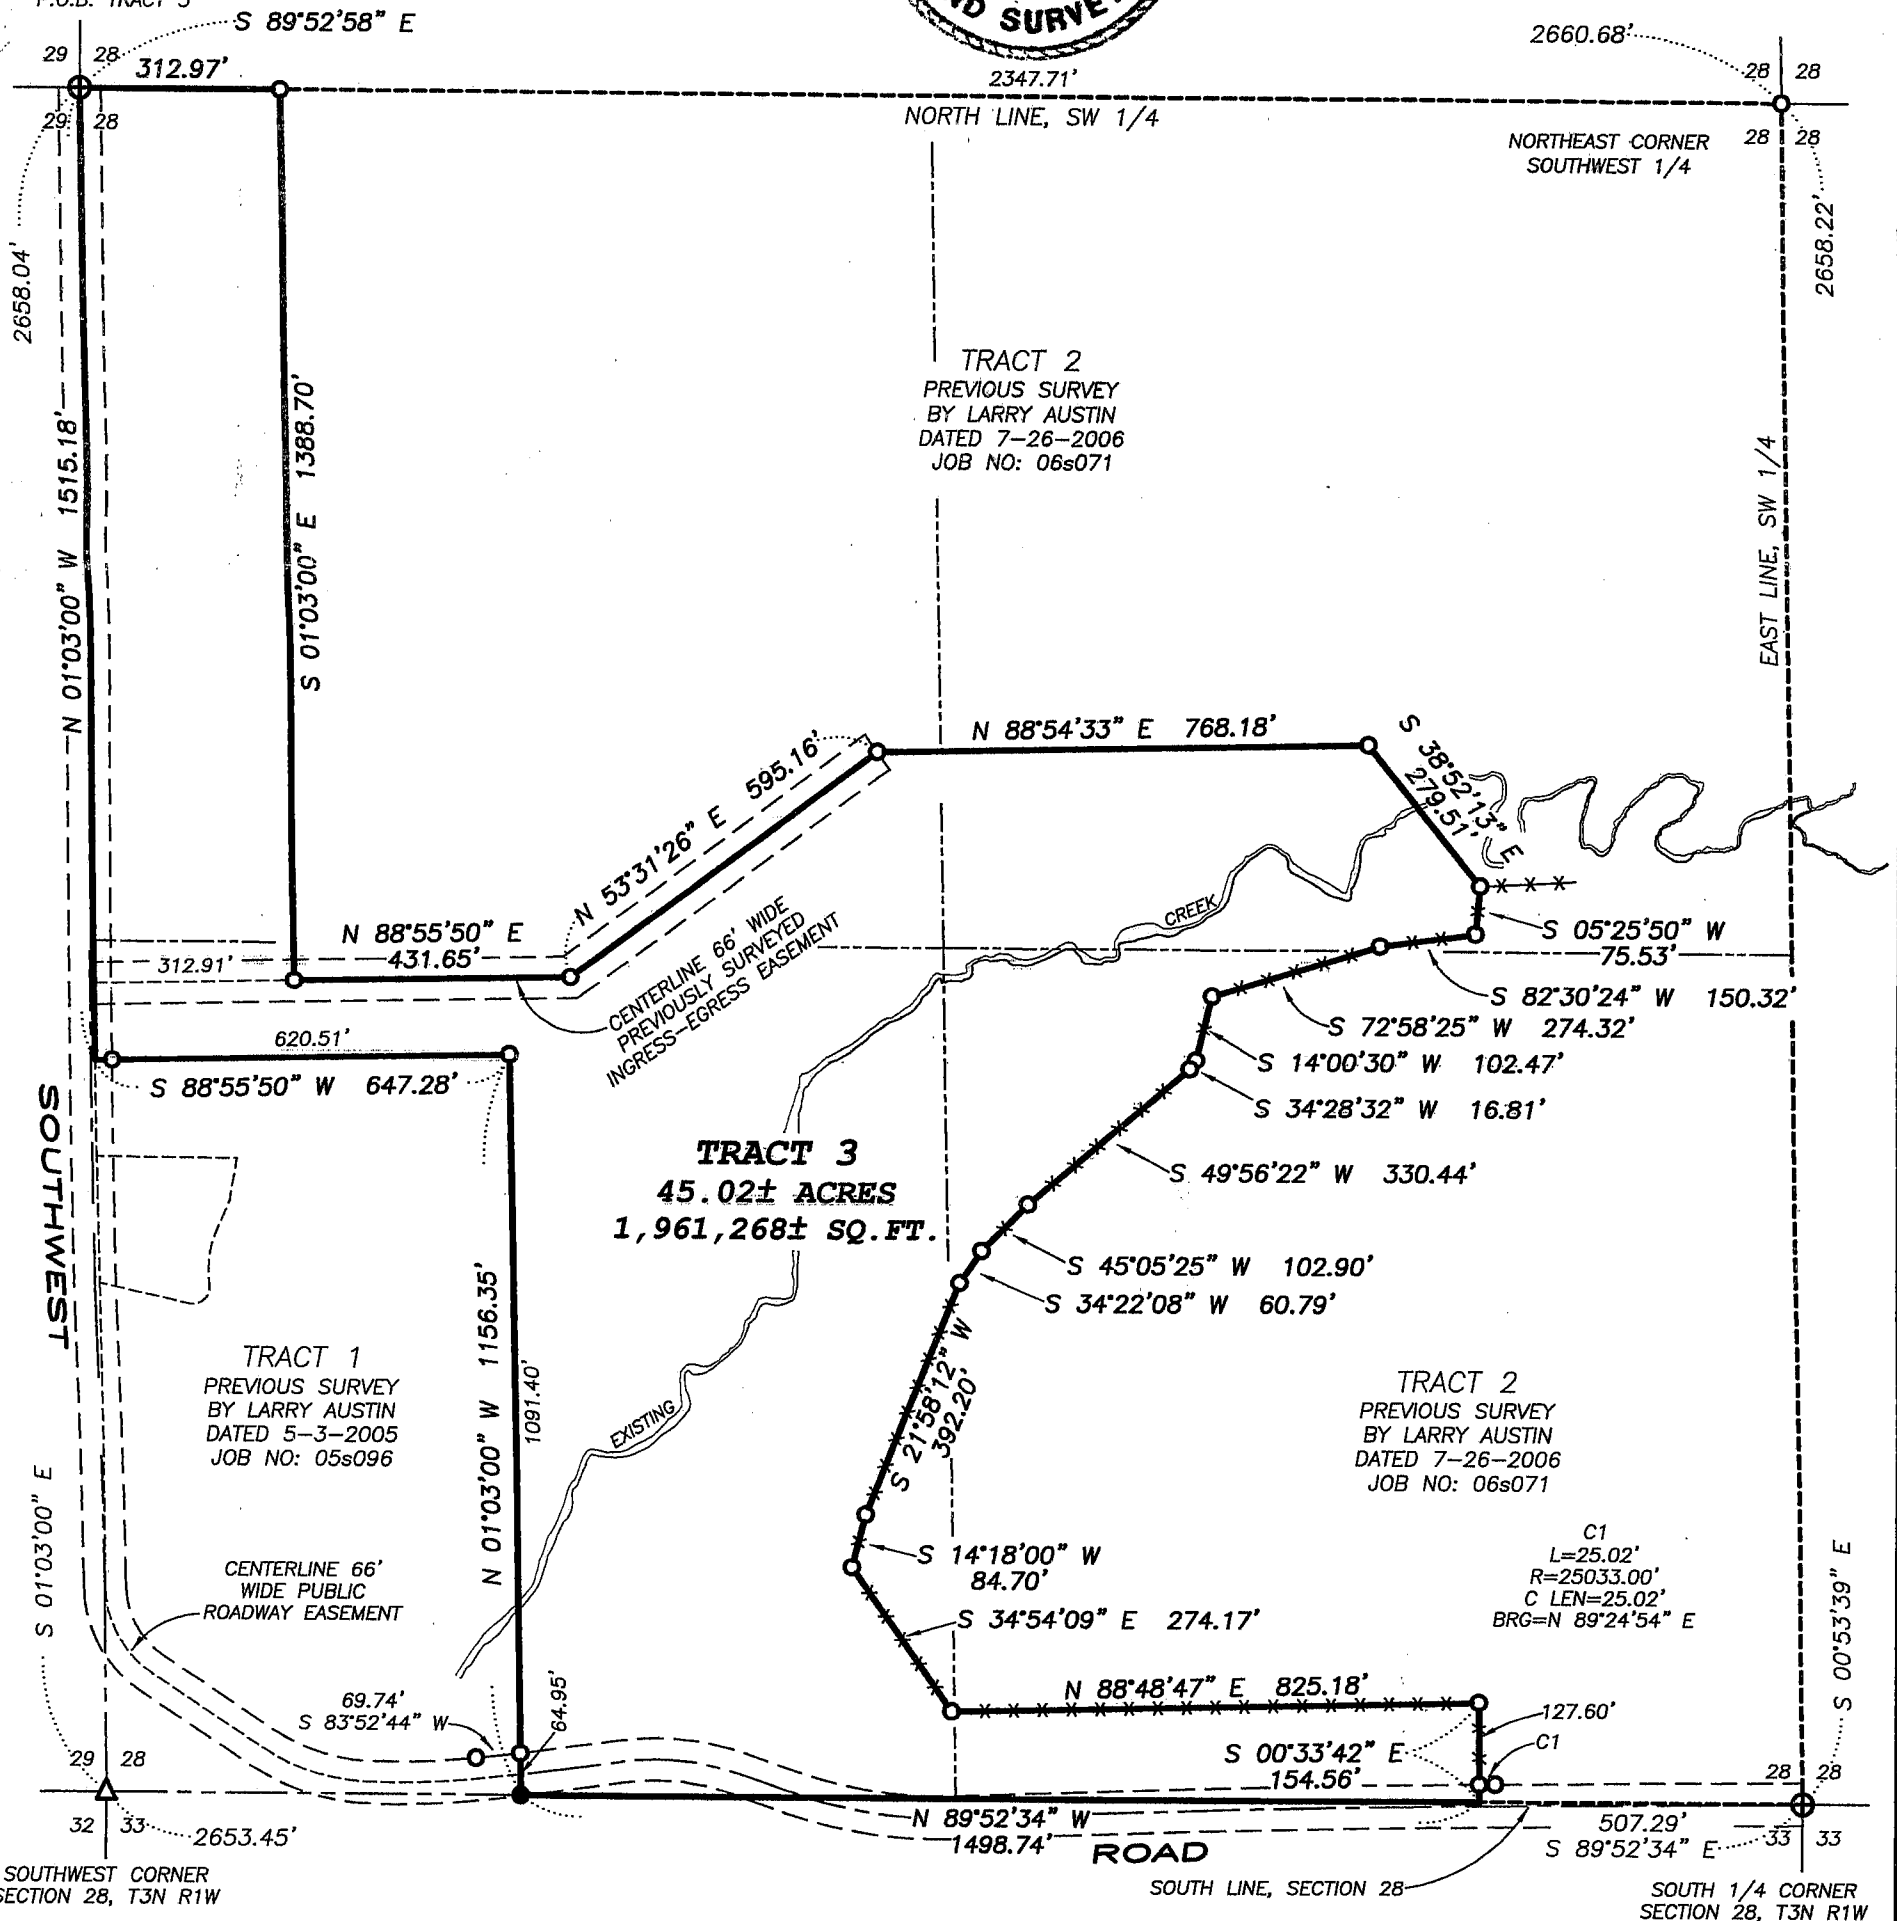 P.O.B. TRACT 3
S 89°52'58" E
ND SURVE
2660.68'
29 28
312.97'
2347.71'
28 28
29 28
NORTH LINE, SW 1/4
NORTHEAST CORNER
SOUTHWEST 1/4
28 28
2658.04'
2658.22'
N 01°03'00" W 1515.18'
S 01°03'00" E 1388.70'
TRACT 2
PREVIOUS SURVEY
BY LARRY AUSTIN
DATED 7-26-2006
JOB NO: 06s071
EAST LINE, SW 1/4
N 88°54'33" E 768.18'
S 38°52'13" E
279.51'
N 53°31'26" E 595.16'
N 88°55'50" E
431.65'
312.91'
CENTERLINE 66' WIDE
PREVIOUSLY SURVEYED
INGRESS-EGRESS EASEMENT
CREEK
S 05°25'50" W
75.53'
S 82°30'24" W 150.32'
S 72°58'25" W 274.32'
S 14°00'30" W 102.47'
S 34°28'32" W 16.81'
620.51'
S 88°55'50" W 647.28'
SOUTHWEST
TRACT 3
45.02± ACRES
1,961,268± SQ.FT.
S 49°56'22" W 330.44'
S 45°05'25" W 102.90'
S 34°22'08" W 60.79'
S 21°58'12" W
392.20'
N 01°03'00" W 1156.35'
1091.40'
EXISTING
TRACT 1
PREVIOUS SURVEY
BY LARRY AUSTIN
DATED 5-3-2005
JOB NO: 05s096
TRACT 2
PREVIOUS SURVEY
BY LARRY AUSTIN
DATED 7-26-2006
JOB NO: 06s071
S 01°03'00" E
CENTERLINE 66'
WIDE PUBLIC
ROADWAY EASEMENT
S 14°18'00" W
84.70'
S 34°54'09" E 274.17'
C1
L=25.02'
R=25033.00'
C LEN=25.02'
BRG=N 89°24'54" E
S 00°53'39" E
N 88°48'47" E 825.18'
69.74'
S 83°52'44" W
64.95'
127.60'
C1
S 00°33'42" E
154.56'
29 28
28 28
32 33
2653.45'
N 89°52'34" W
1498.74'
ROAD
507.29'
S 89°52'34" E
33 33
SOUTHWEST CORNER
SECTION 28, T3N R1W
SOUTH LINE, SECTION 28
SOUTH 1/4 CORNER
SECTION 28, T3N R1W